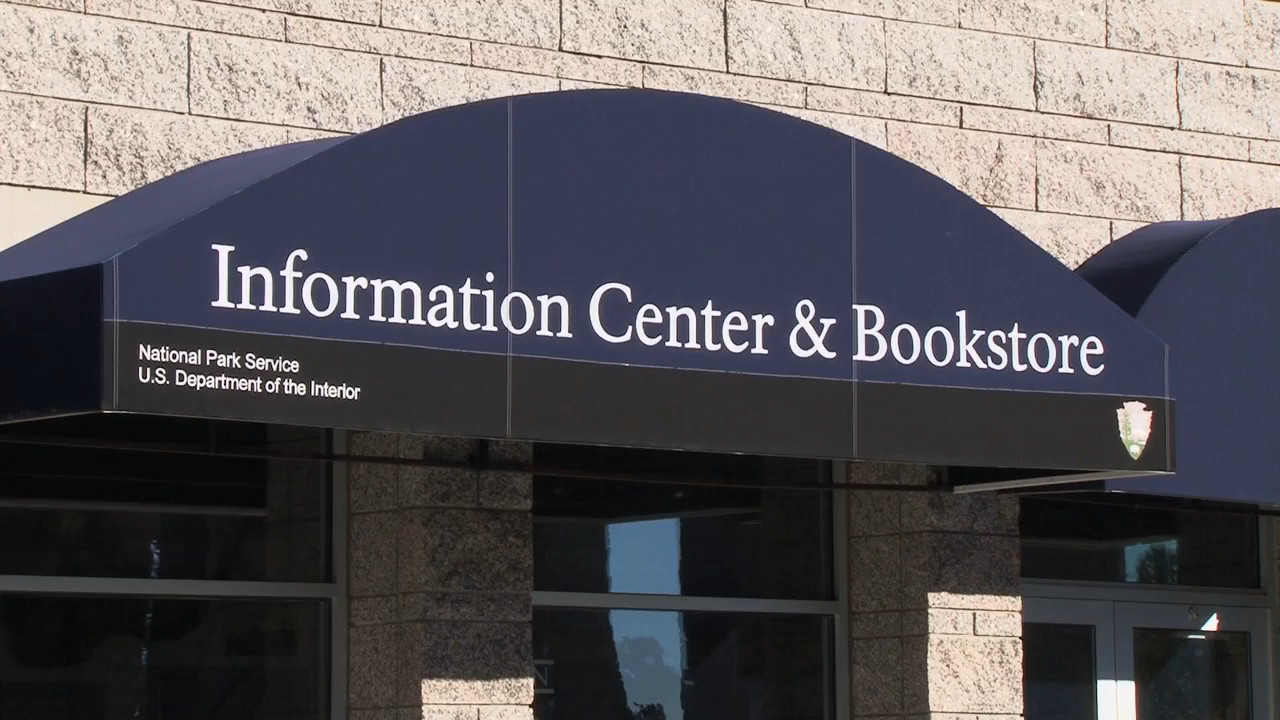 Information Center & Bookstore
National Park Service
U.S. Department of the Interior